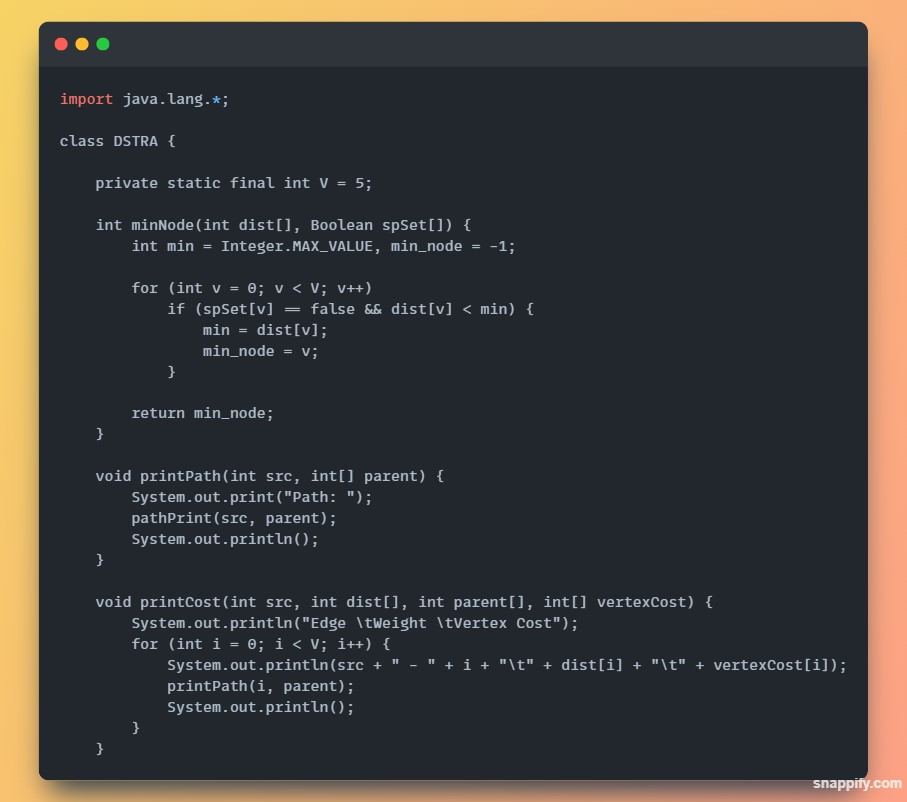 import java.lang.*;
class DSTRA {
private static final int V = 5;
int minNode(int dist[], Boolean spSet[]) {
int min = Integer.MAX_VALUE, min_node = -1;
for (int v = 0; v < V; v++)
if (spSet[v] == false && dist[v] < min) {
min = dist[v];
min_node = v;
}
return min_node;
}
void printPath(int src, int[] parent) {
System.out.print("Path: ");
pathPrint(src, parent);
System.out.println();
}
void printCost(int src, int dist[], int parent[], int[] vertexCost) {
System.out.println("Edge \tWeight \tVertex Cost");
for (int i = 0; i < V; i++) {
System.out.println(src + " - " + i + "\t" + dist[i] + "\t" + vertexCost[i]);
printPath(i, parent);
System.out.println();
}
}
snappify.com